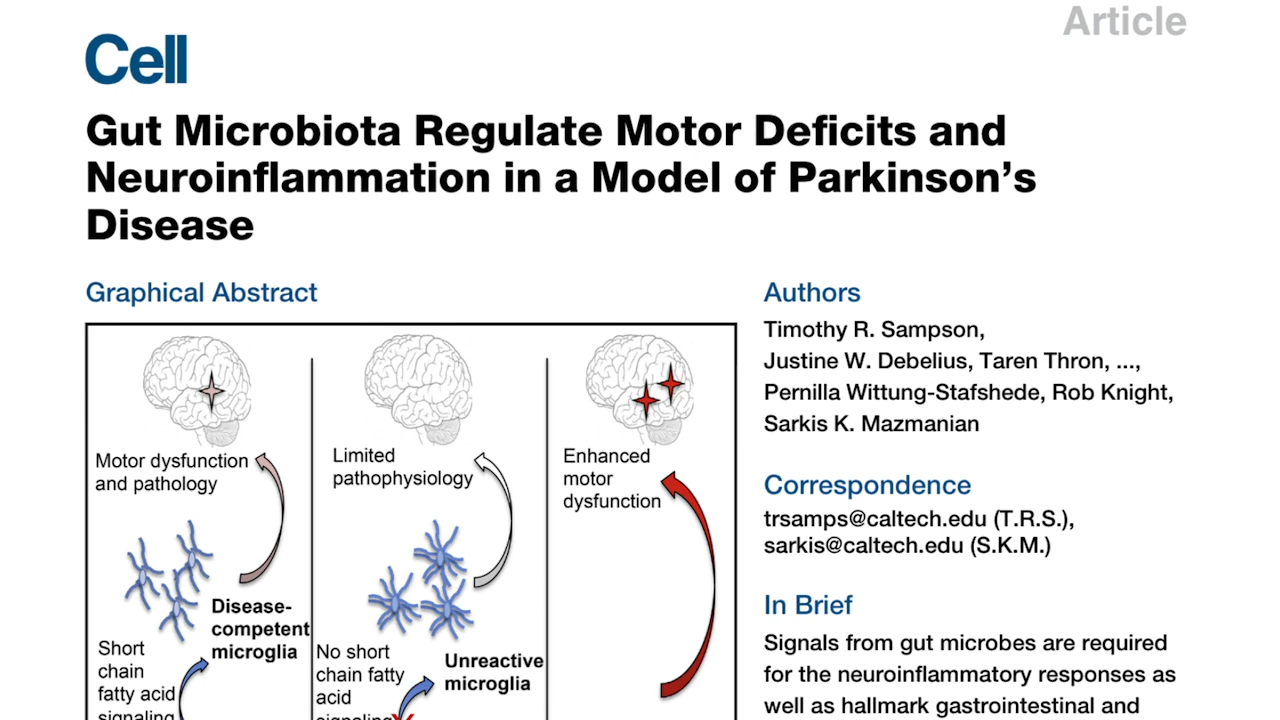 Article
Cell
Gut Microbiota Regulate Motor Deficits and
Neuroinflammation in a Model of Parkinson’s
Disease
Graphical Abstract
Motor dysfunction
and pathology
Disease-
competent
microglia
Short
chain
fatty acid
signaling
Limited
pathophysiology
No short
chain fatty
acid
signaling
Unreactive
microglia
Enhanced
motor
dysfunction
Authors
Timothy R. Sampson,
Justine W. Debelius, Taren Thron, ...,
Pernilla Wittung-Stafshede, Rob Knight,
Sarkis K. Mazmanian
Correspondence
trsamps@caltech.edu (T.R.S.),
sarkis@caltech.edu (S.K.M.)
In Brief
Signals from gut microbes are required
for the neuroinflammatory responses as
well as hallmark gastrointestinal and